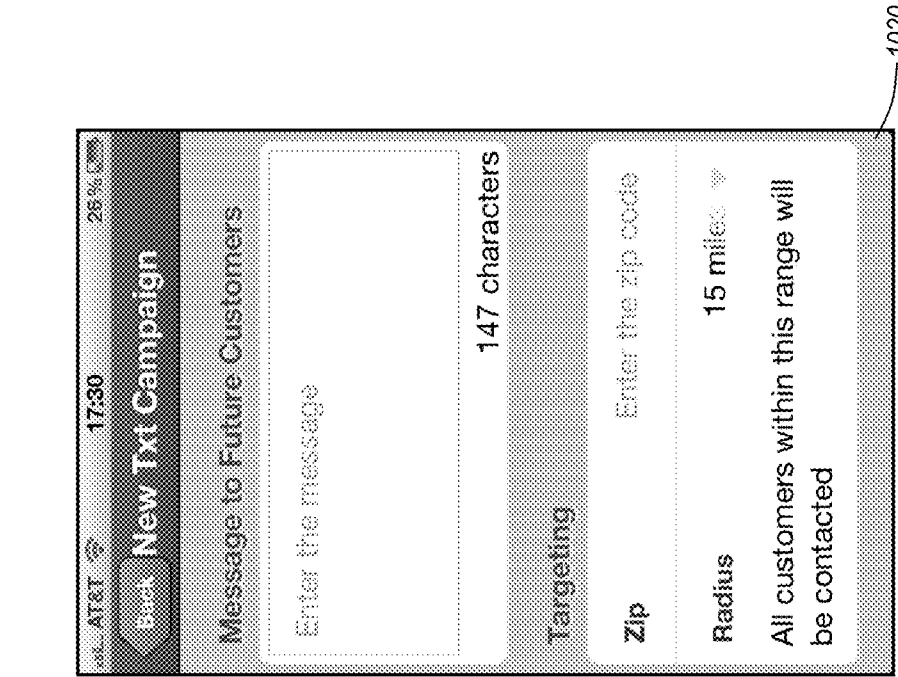 AT&T 17:30 26%
Back New Txt Campaign
Message to Future Customers
Enter the message
147 characters
Targeting
Zip Enter the zip code
Radius 15 miles
All customers within this range will
be contacted
1020